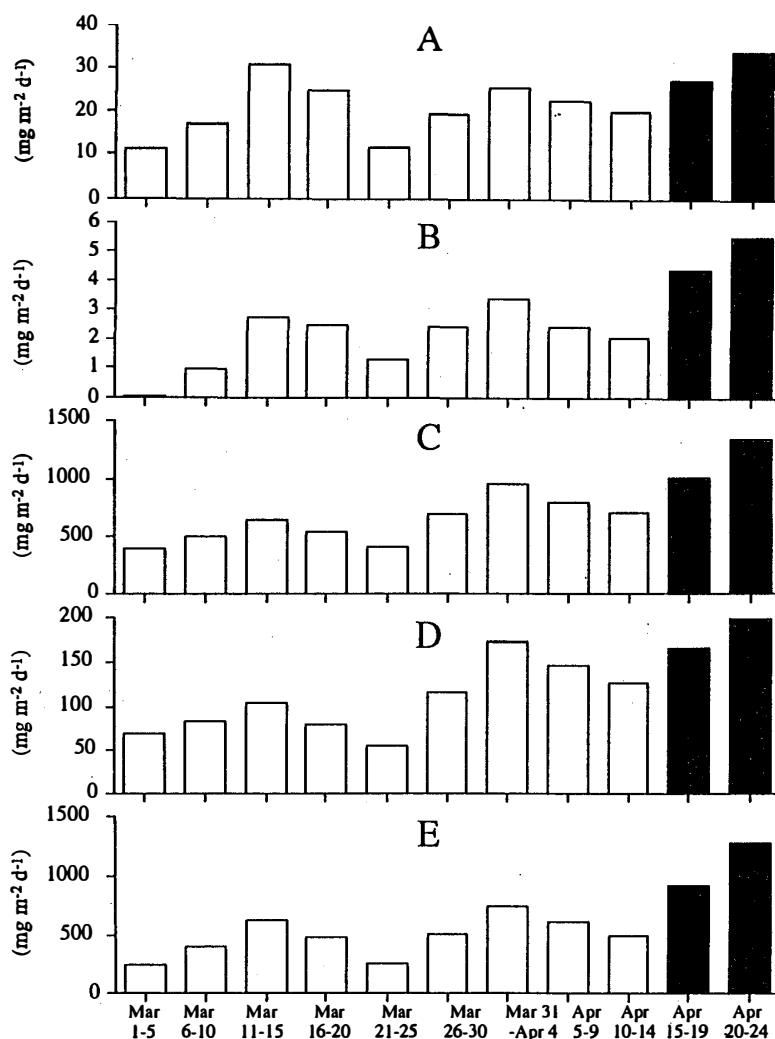 A
40
30
20
10
0
(mg m⁻² d⁻¹)
B
6
5
4
3
2
1
0
(mg m⁻² d⁻¹)
C
1500
1000
500
0
(mg m⁻² d⁻¹)
D
200
150
100
50
0
(mg m⁻² d⁻¹)
E
1500
1000
500
0
(mg m⁻² d⁻¹)
Mar Mar Mar Mar Mar Mar Mar 31 Apr Apr Apr Apr
1-5 6-10 11-15 16-20 21-25 26-30 -Apr 4 5-9 10-14 15-19 20-24